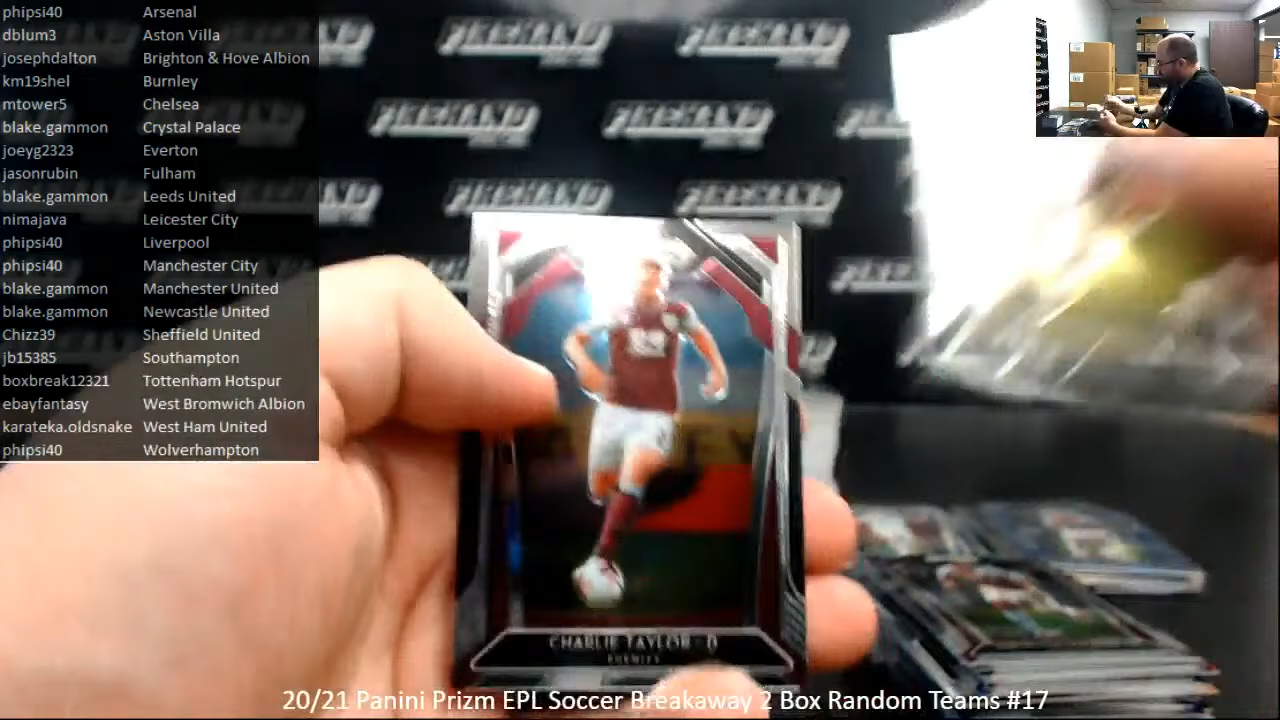 phipsi40 Arsenal
dblum3 Aston Villa
josephdalton Brighton & Hove Albion
km19shel Burnley
mtower5 Chelsea
blake.gammon Crystal Palace
joeyg2323 Everton
jasonrubin Fulham
blake.gammon Leeds United
nimajava Leicester City
phipsi40 Liverpool
phipsi40 Manchester City
blake.gammon Manchester United
blake.gammon Newcastle United
Chizz39 Sheffield United
jb15385 Southampton
boxbreak12321 Tottenham Hotspur
ebayfantasy West Bromwich Albion
karateka.oldsnake West Ham United
phipsi40 Wolverhampton
CHARLIE TAYLOR · D
BURNLEY
20/21 Panini Prizm EPL Soccer Breakaway 2 Box Random Teams #17